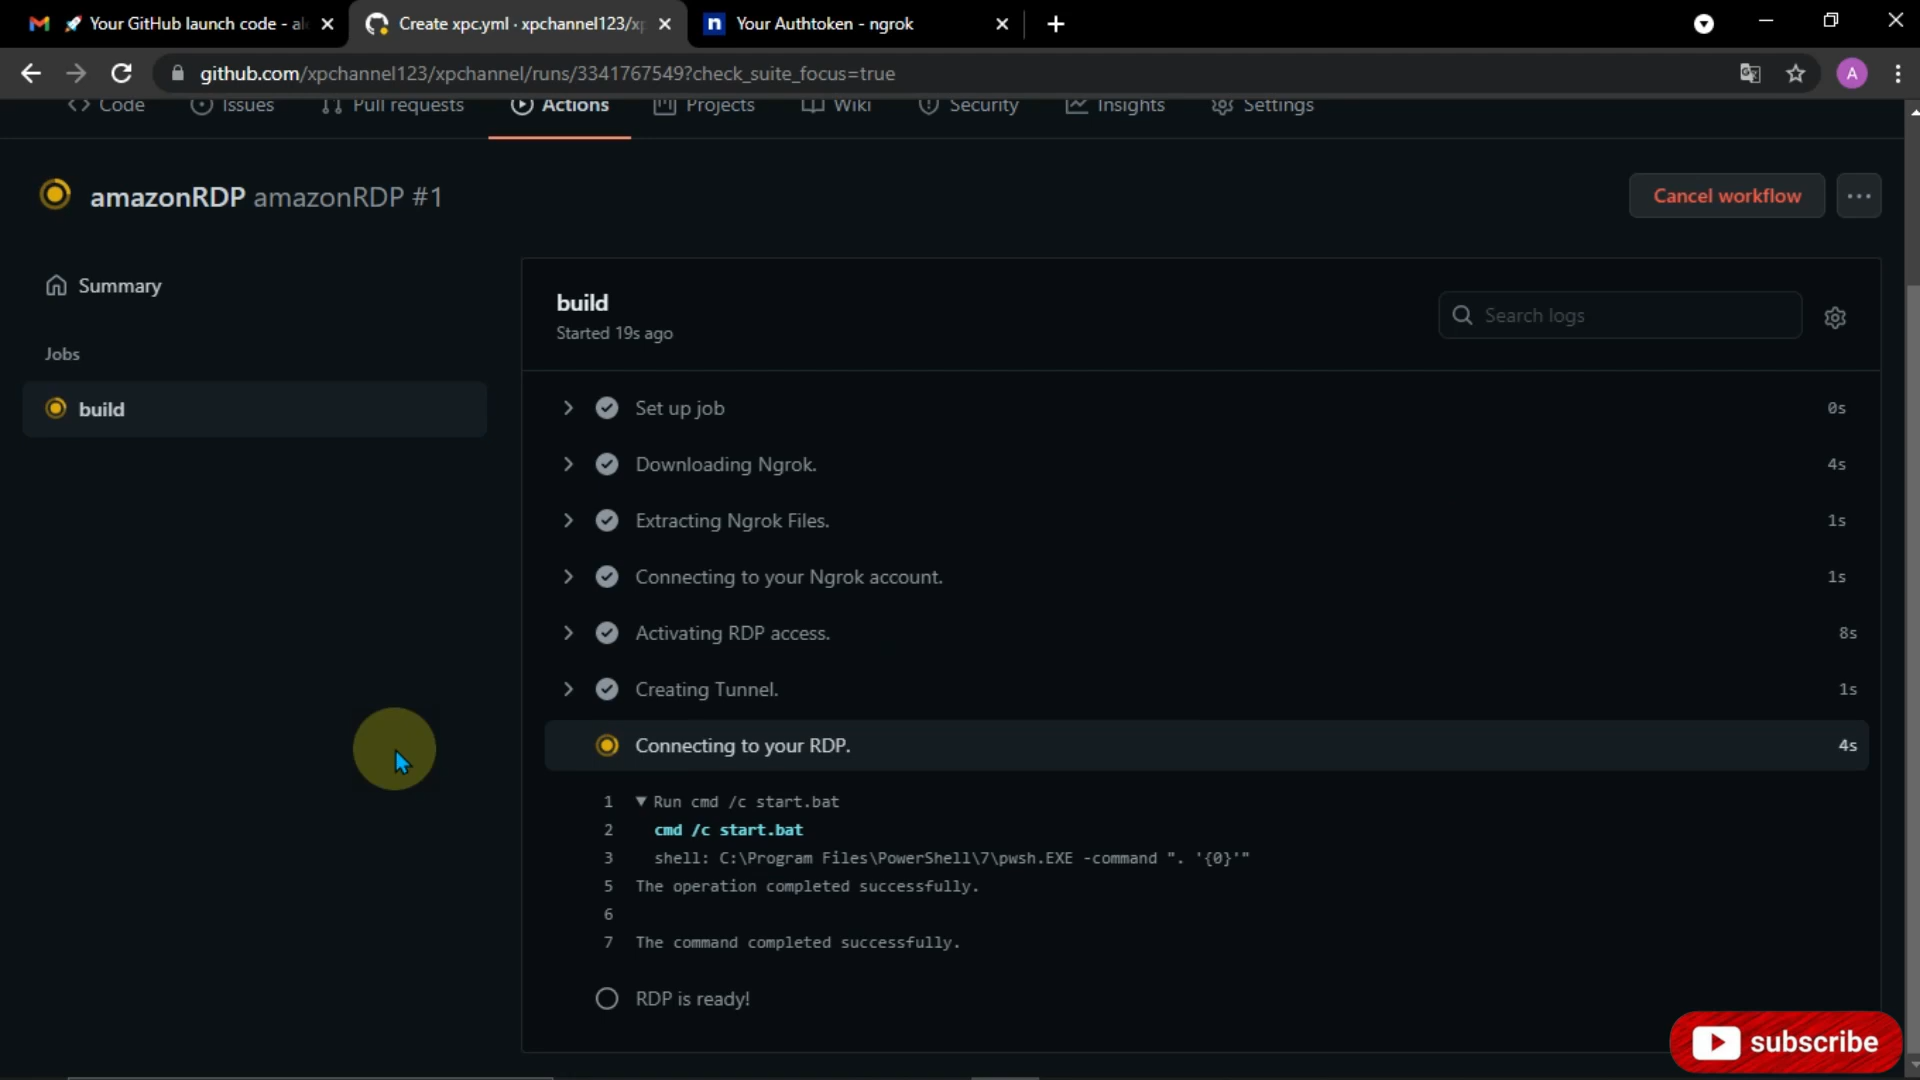 Your GitHub launch code - al
Create xpc.yml · xpchannel123/x
Your Authtoken - ngrok
github.com/xpchannel123/xpchannel/runs/3341767549?check_suite_focus=true
A
Code
Issues
Pull requests
Actions
Projects
Wiki
Security
Insights
Settings
amazonRDP amazonRDP #1
Cancel workflow
Summary
Jobs
build
build
Started 19s ago
Search logs
Set up job 0s
Downloading Ngrok. 4s
Extracting Ngrok Files. 1s
Connecting to your Ngrok account. 1s
Activating RDP access. 8s
Creating Tunnel. 1s
Connecting to your RDP. 4s
1 ▼ Run cmd /c start.bat
2 cmd /c start.bat
3 shell: C:\Program Files\PowerShell\7\pwsh.EXE -command ". '{0}'"
5 The operation completed successfully.
6
7 The command completed successfully.
RDP is ready!
subscribe